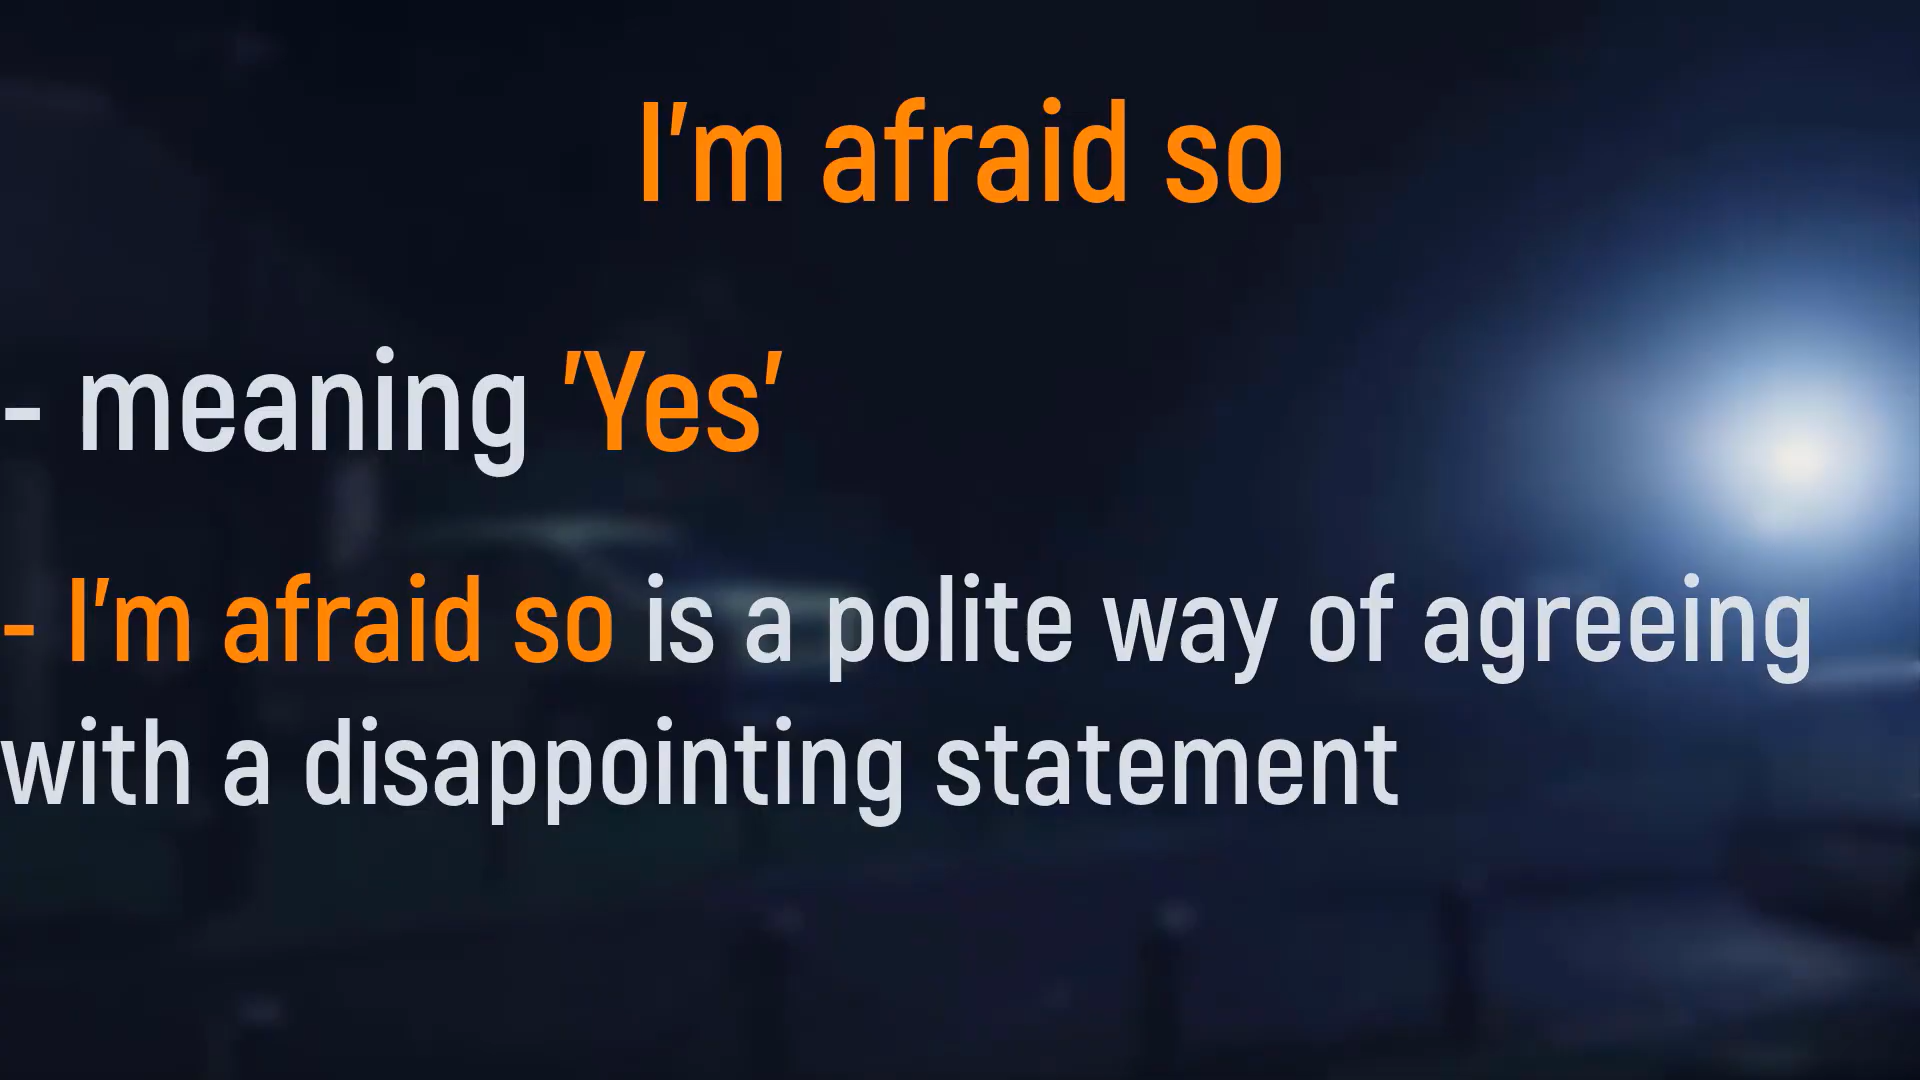 I'm afraid so
- meaning 'Yes'
- I'm afraid so is a polite way of agreeing
with a disappointing statement